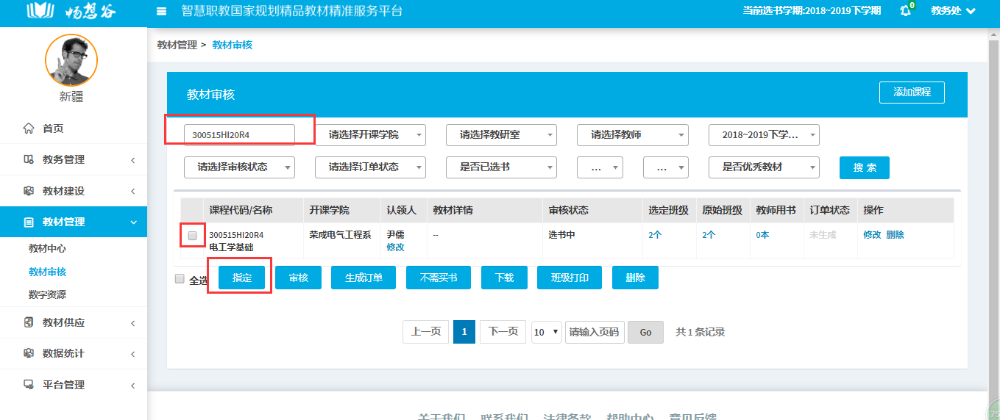 畅想谷
智慧职教国家规划精品教材精准服务平台
当前选书学期:2018~2019下学期
0
教务处
新疆
首页
教务管理
教材建设
教材管理
教材中心
教材审核
数字资源
教材供应
数据统计
平台管理
教材管理 > 教材审核
教材审核
添加课程
300515HI20R4
请选择开课学院
请选择教研室
请选择教师
2018~2019下学...
请选择审核状态
请选择订单状态
是否已选书
...
...
是否优秀教材
搜 索
课程代码/名称 开课学院 认领人 教材详情 审核状态 选定班级 原始班级 教师用书 订单状态 操作
300515HI20R4 荣成电气工程系 尹儒 -- 选书中 2个 2个 0本 未生成 修改 删除
电工学基础 修改
全选 指定 审核 生成订单 不需买书 下载 班级打印 删除
上一页 1 下一页 10 请输入页码 Go 共 1 条记录
关于我们 联系我们 法律条款 帮助中心 意见反馈